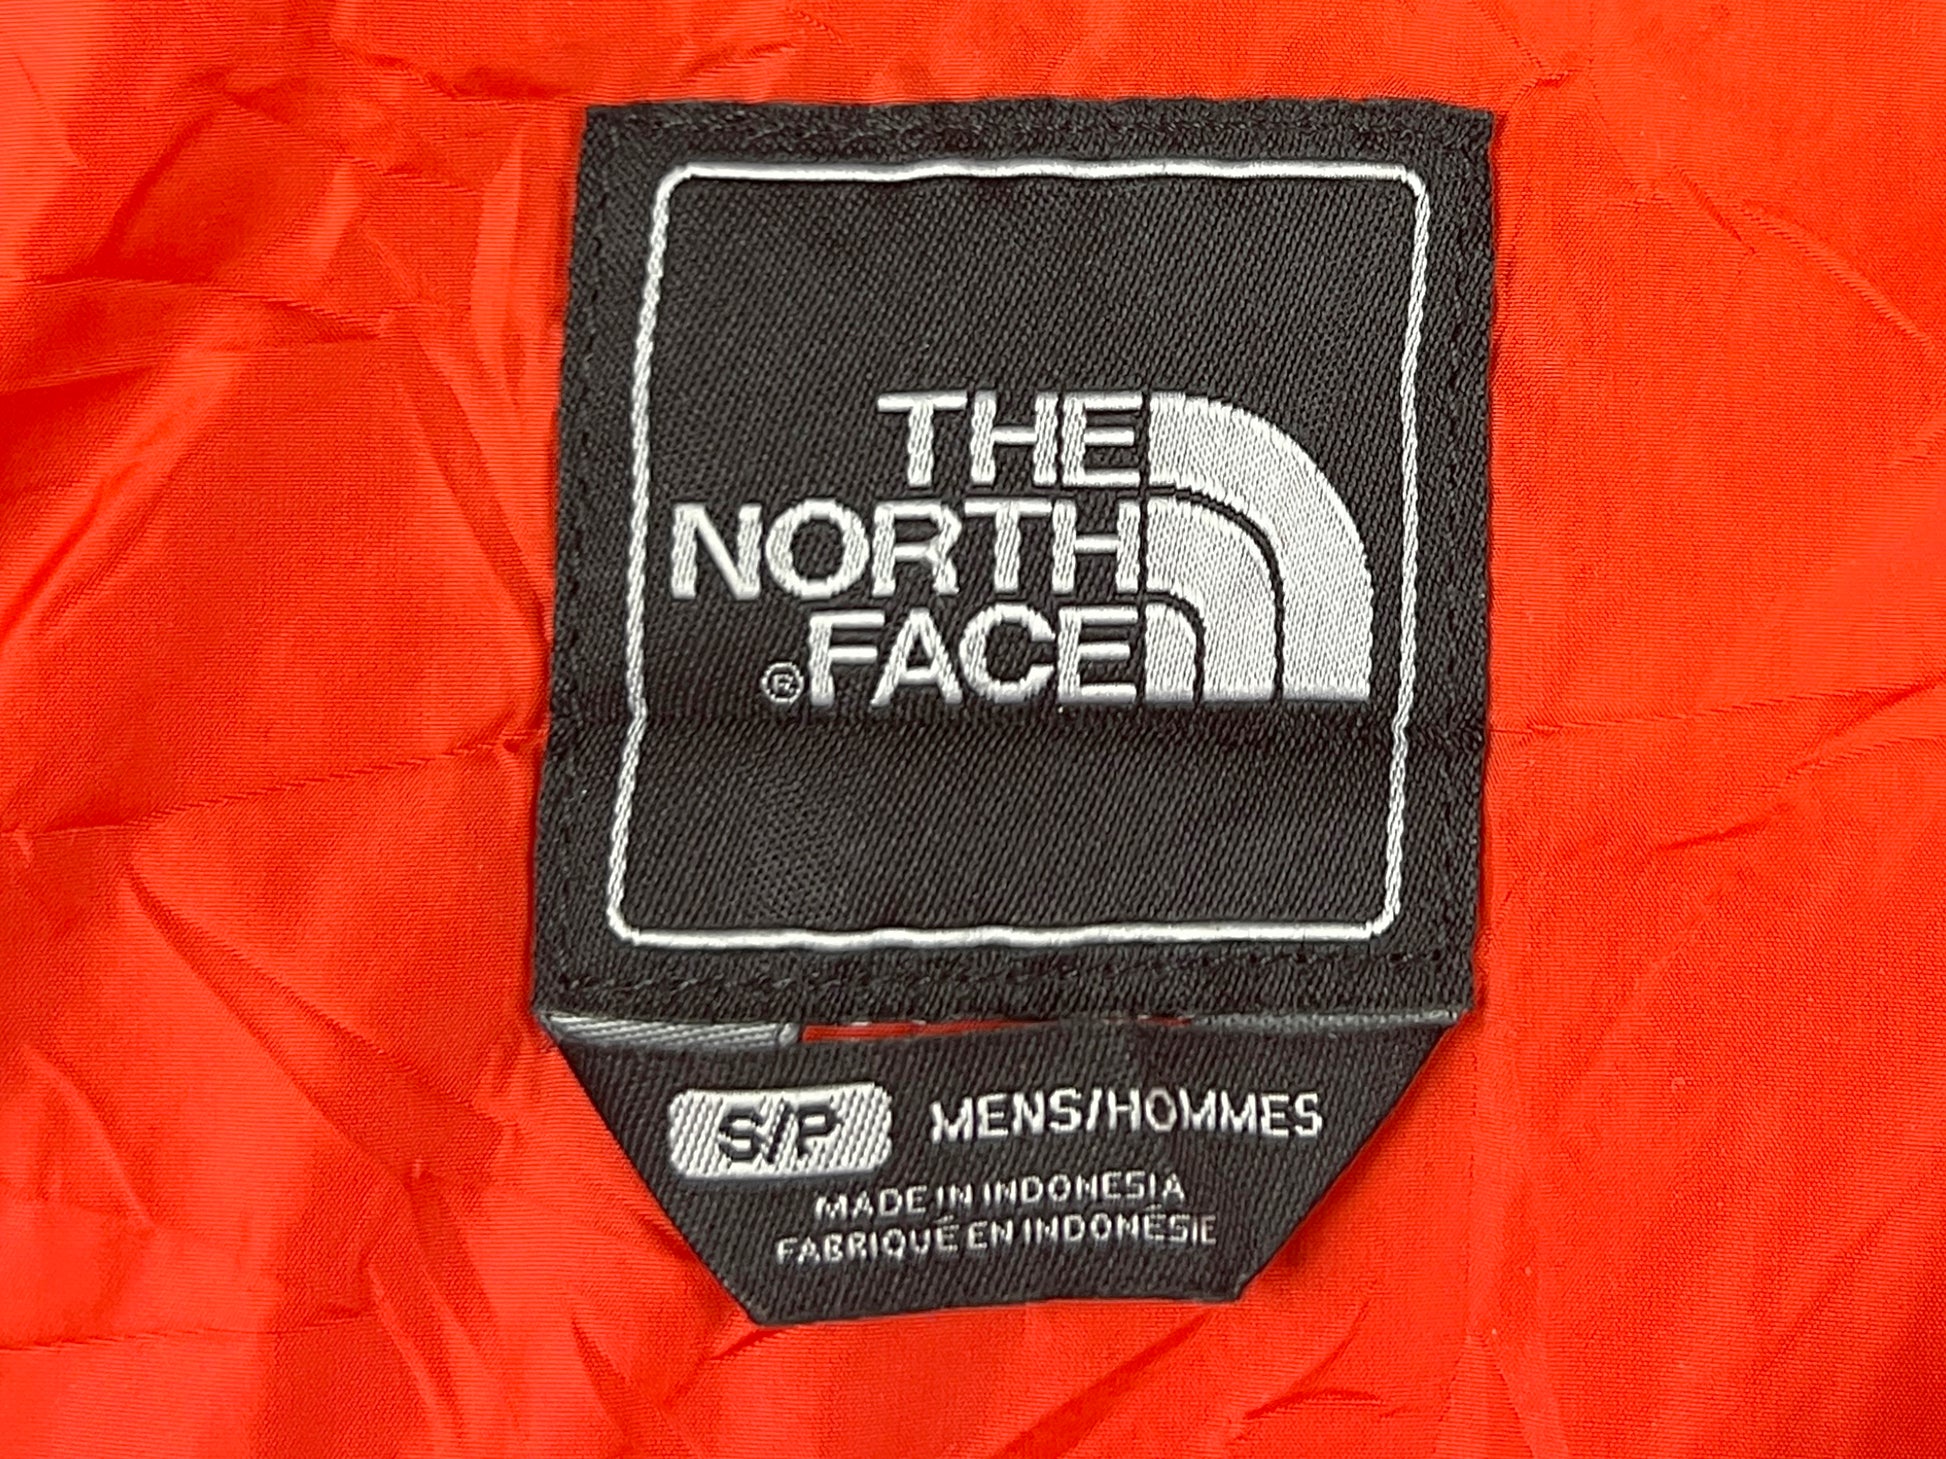 THE
NORTH
®FACE
S/P MENS/HOMMES
MADE IN INDONESIA
FABRIQUÉ EN INDONÉSIE